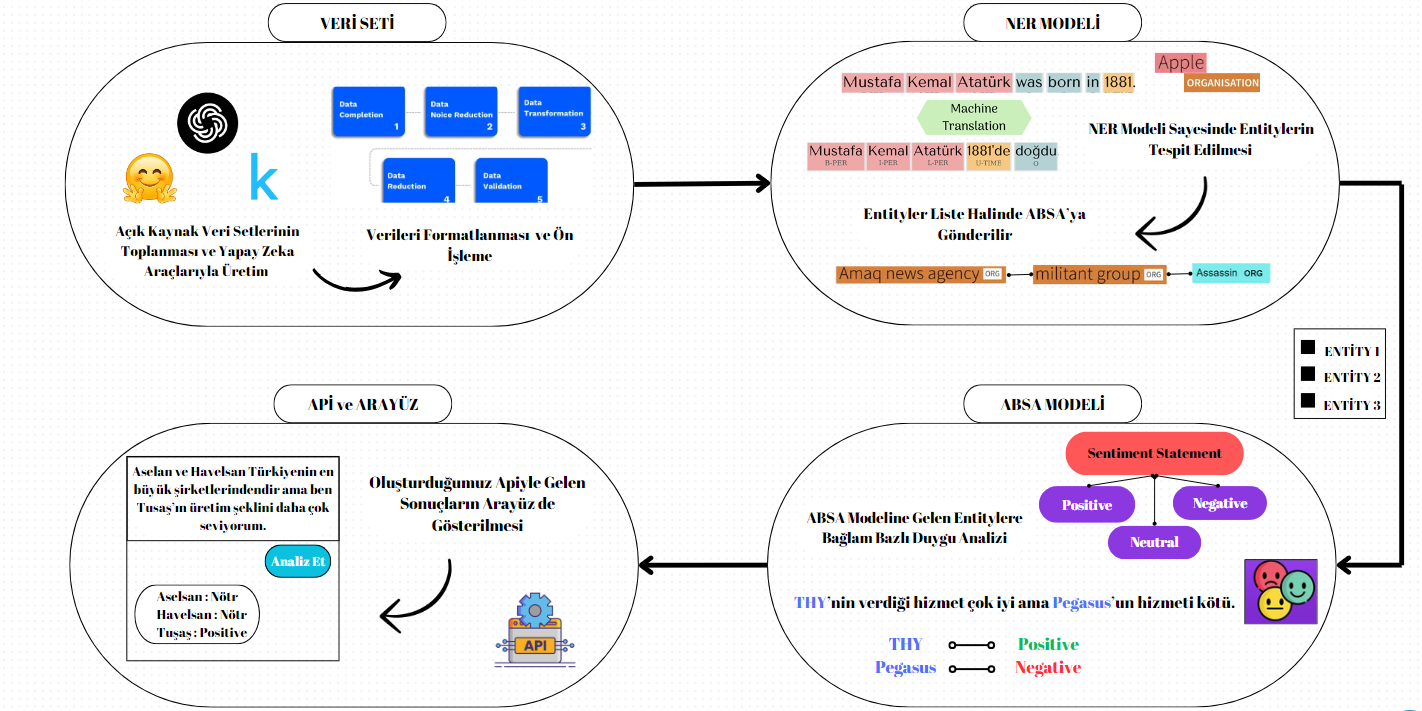 VERİ SETİ
Data
Completion
1
Data
Noice Reduction
2
Data
Transformation
3
Data
Reduction
4
Data
Validation
5
k
Açık Kaynak Veri Setlerinin
Toplanması ve Yapay Zeka
Araçlarıyla Üretim
Verileri Formatlanması ve Ön
İşleme
NER MODELİ
Mustafa Kemal Atatürk was born in 1881.
Apple
ORGANISATION
Machine
Translation
Mustafa Kemal Atatürk 1881'de doğdu
B-PER I-PER L-PER U-TIME O
NER Modeli Sayesinde Entitylerin
Tespit Edilmesi
Entityler Liste Halinde ABSA'ya
Gönderilir
Amaq news agency ORG militant group ORG Assassin ORG
ENTİTY 1
ENTİTY 2
ENTİTY 3
ABSA MODELİ
Sentiment Statement
Positive
Negative
Neutral
ABSA Modeline Gelen Entitylere
Bağlam Bazlı Duygu Analizi
THY'nin verdiği hizmet çok iyi ama Pegasus'un hizmeti kötü.
THY Positive
Pegasus Negative
APİ ve ARAYÜZ
Aselan ve Havelsan Türkiyenin en
büyük şirketlerindendir ama ben
Tusaş'ın üretim şeklini daha çok
seviyorum.
Analiz Et
Aselsan : Nötr
Havelsan : Nötr
Tuşaş : Positive
Oluşturduğumuz Apiyle Gelen
Sonuçların Arayüz de
Gösterilmesi
API